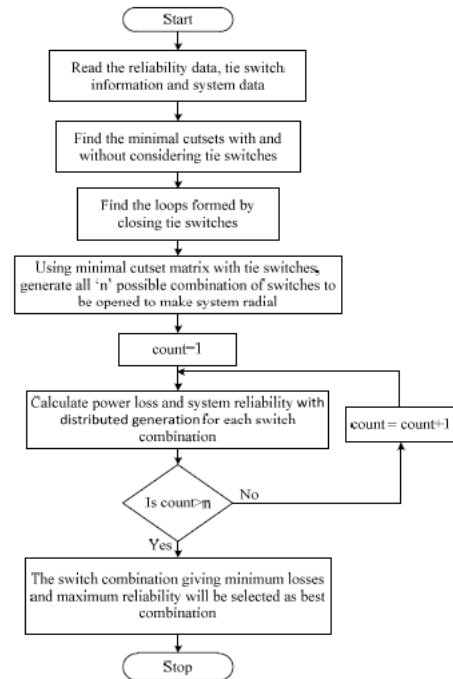 Start
Read the reliability data, tie switch
information and system data
Find the minimal cutsets with and
without considering tie switches
Find the loops formed by
closing tie switches
Using minimal cutset matrix with tie switches,
generate all ‘n’ possible combination of switches to
be opened to make system radial
count=1
Calculate power loss and system reliability with
distributed generation for each switch
combination
count = count+1
Is count>n
No
Yes
The switch combination giving minimum losses
and maximum reliability will be selected as best
combination
Stop